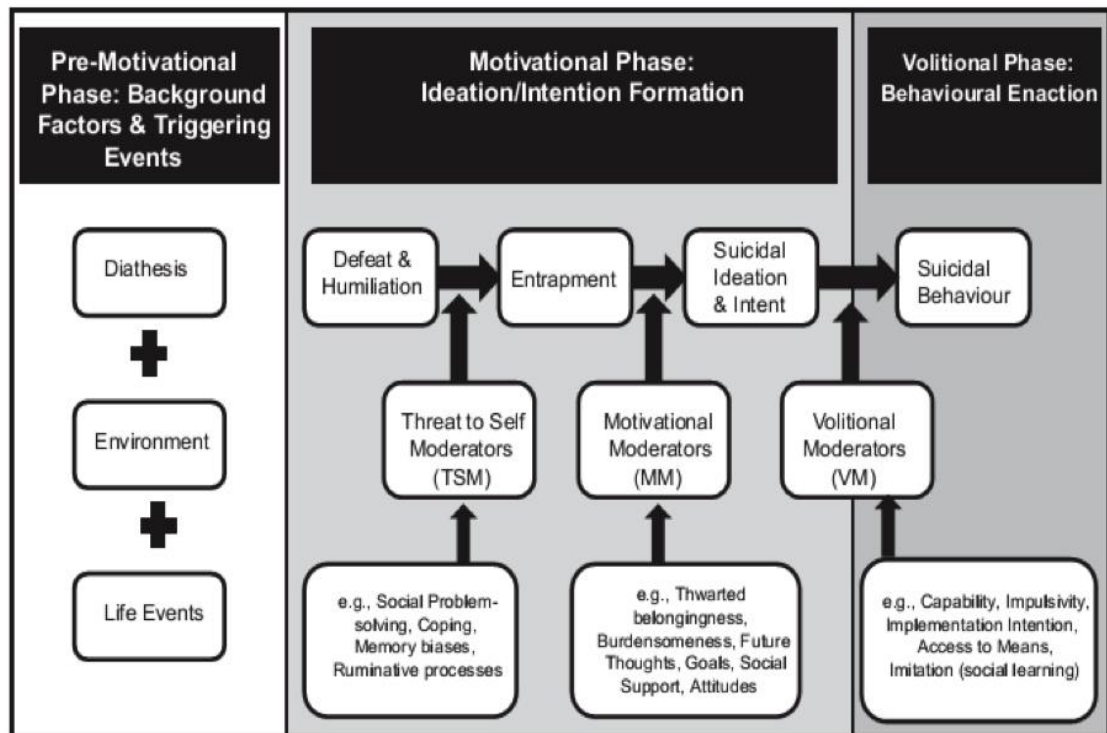 Pre-Motivational
Phase: Background
Factors & Triggering
Events
Motivational Phase:
Ideation/Intention Formation
Volitional Phase:
Behavioural Enaction
Diathesis
Environment
Life Events
Defeat &
Humiliation
Entrapment
Suicidal
Ideation
& Intent
Suicidal
Behaviour
Threat to Self
Moderators
(TSM)
Motivational
Moderators
(MM)
Volitional
Moderators
(VM)
e.g., Social Problem-
solving, Coping,
Memory biases,
Ruminative processes
e.g., Thwarted
belongingness,
Burdensomeness, Future
Thoughts, Goals, Social
Support, Attitudes
e.g., Capability, Impulsivity,
Implementation Intention,
Access to Means,
Imitation (social learning)